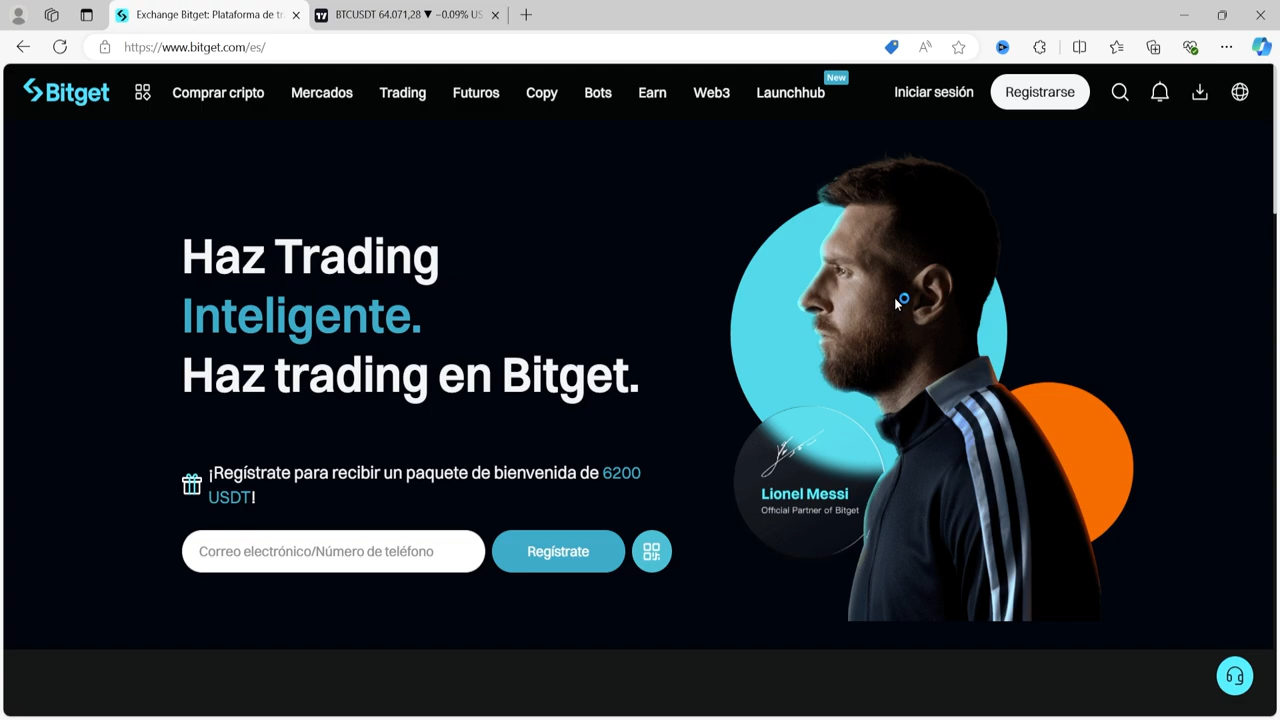 Exchange Bitget: Plataforma de tr
BTCUSDT 64.071,28 ▼ −0.09% US
https://www.bitget.com/es/
Bitget
Comprar cripto
Mercados
Trading
Futuros
Copy
Bots
Earn
Web3
Launchhub
New
Iniciar sesión
Registrarse
Haz Trading
Inteligente.
Haz trading en Bitget.
¡Regístrate para recibir un paquete de bienvenida de 6200
USDT!
Correo electrónico/Número de teléfono
Regístrate
Lionel Messi
Official Partner of Bitget